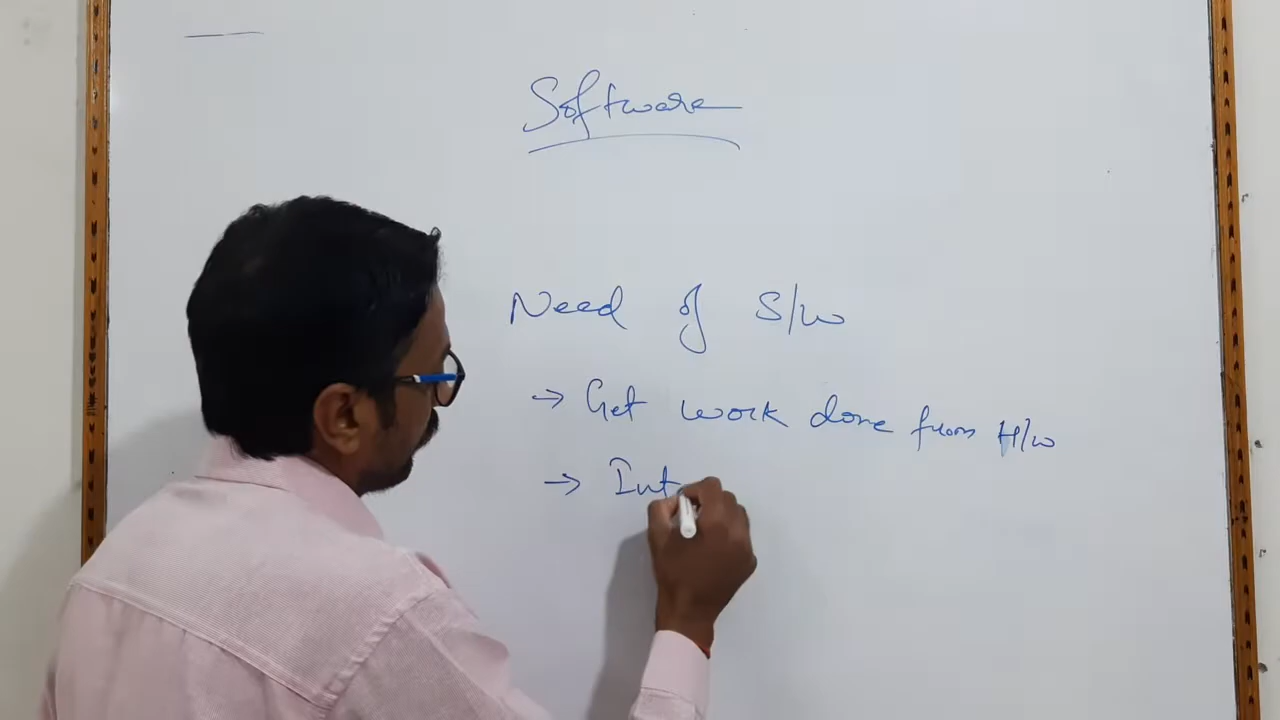 Software
Need of S/w
→ Get work done from H/w
→ Int